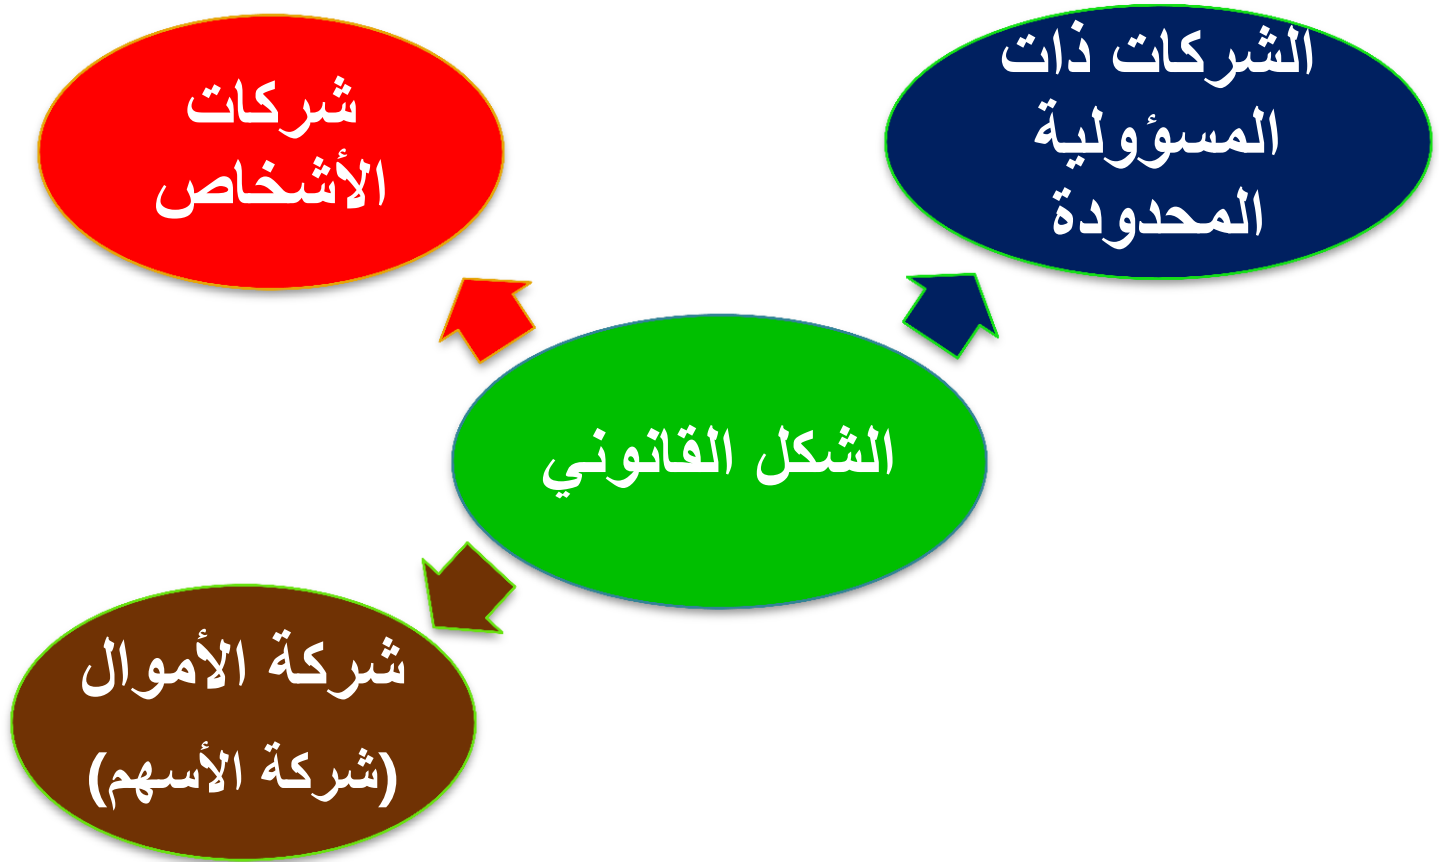 الشركات ذات
المسؤولية
المحدودة
شركات
الأشخاص
الشكل القانوني
شركة الأموال
(شركة الأسهم)